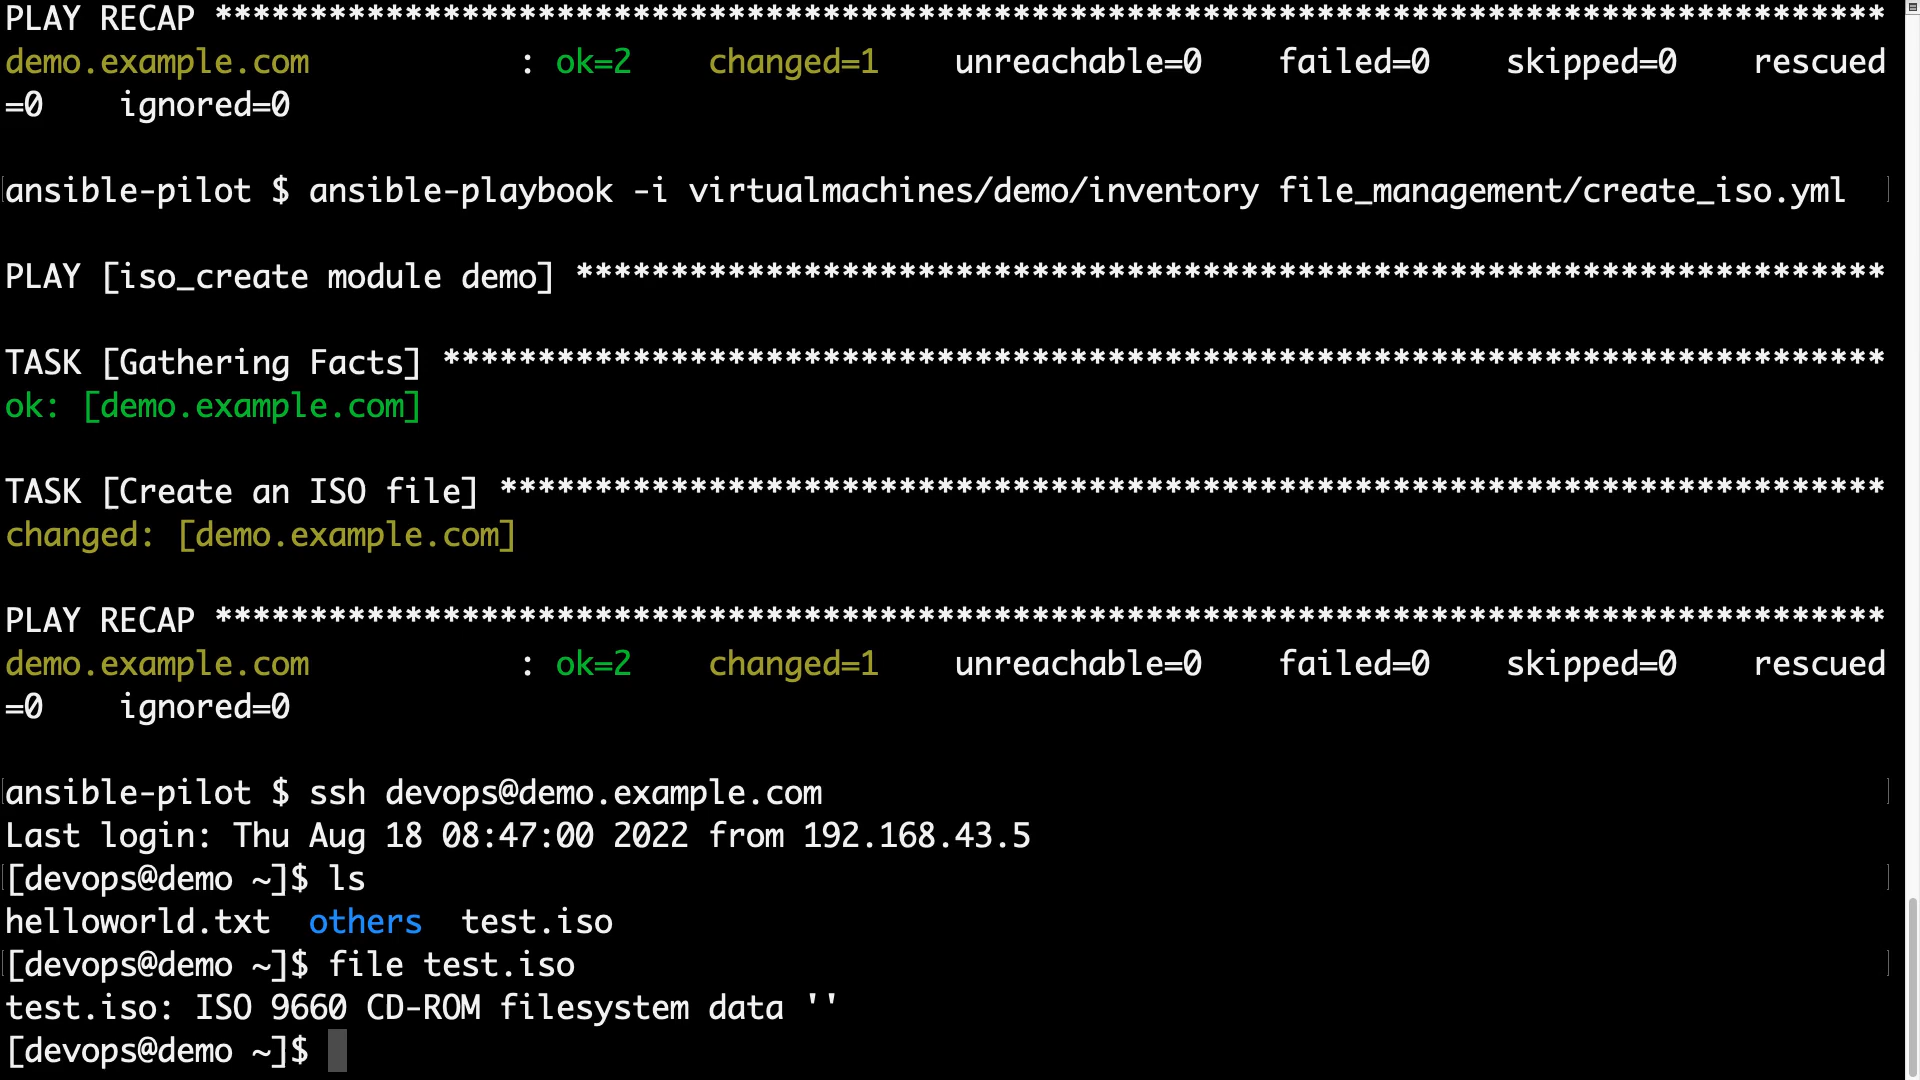 PLAY RECAP ****************************************************************************************
demo.example.com           : ok=2    changed=1    unreachable=0    failed=0    skipped=0    rescued
=0    ignored=0
ansible-pilot $ ansible-playbook -i virtualmachines/demo/inventory file_management/create_iso.yml
PLAY [iso_create module demo] *********************************************************************
TASK [Gathering Facts] ****************************************************************************
ok: [demo.example.com]
TASK [Create an ISO file] *************************************************************************
changed: [demo.example.com]
PLAY RECAP ****************************************************************************************
demo.example.com           : ok=2    changed=1    unreachable=0    failed=0    skipped=0    rescued
=0    ignored=0
ansible-pilot $ ssh devops@demo.example.com
Last login: Thu Aug 18 08:47:00 2022 from 192.168.43.5
[devops@demo ~]$ ls
helloworld.txt  others  test.iso
[devops@demo ~]$ file test.iso
test.iso: ISO 9660 CD-ROM filesystem data ''
[devops@demo ~]$